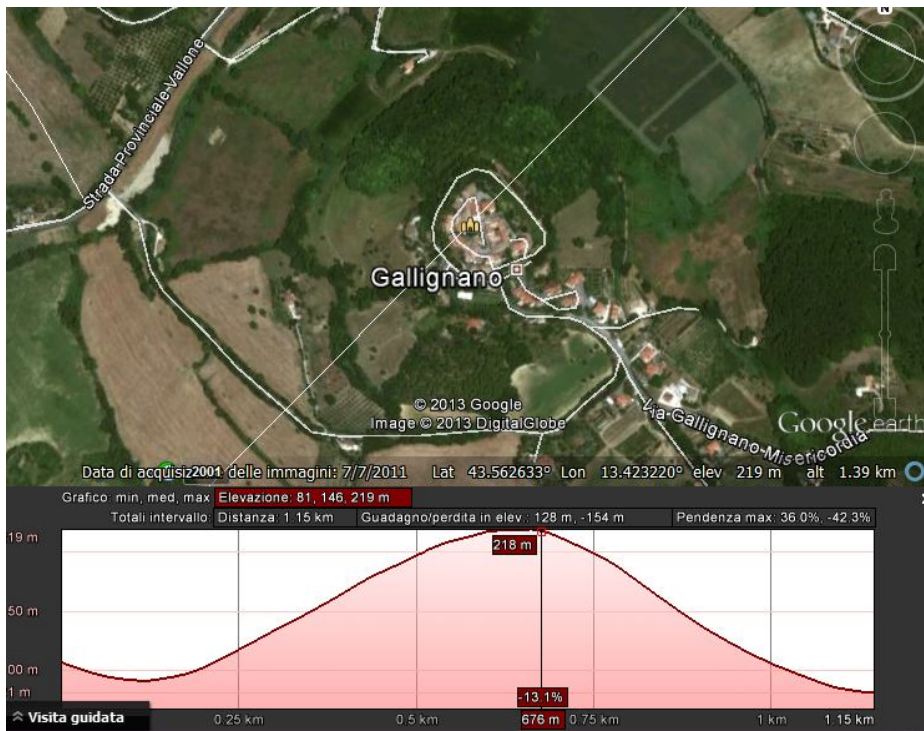 N
Strada Provinciale Vallone
Gallignano
© 2013 Google
Image © 2013 DigitalGlobe
Via Gallignano-Misericordia
Google earth
2001
Data di acquisiz delle immagini: 7/7/2011 Lat 43.562633° Lon 13.423220° elev 219 m alt 1.39 km
Grafico: min, med, max Elevazione: 81, 146, 219 m
Totali intervallo: Distanza: 1.15 km Guadagno/perdita in elev.: 128 m, -154 m Pendenza max: 36.0%, -42.3%
19 m
218 m
50 m
00 m
1 m
-13.1%
Visita guidata 0.25 km 0.5 km 676 m 0.75 km 1 km 1.15 km